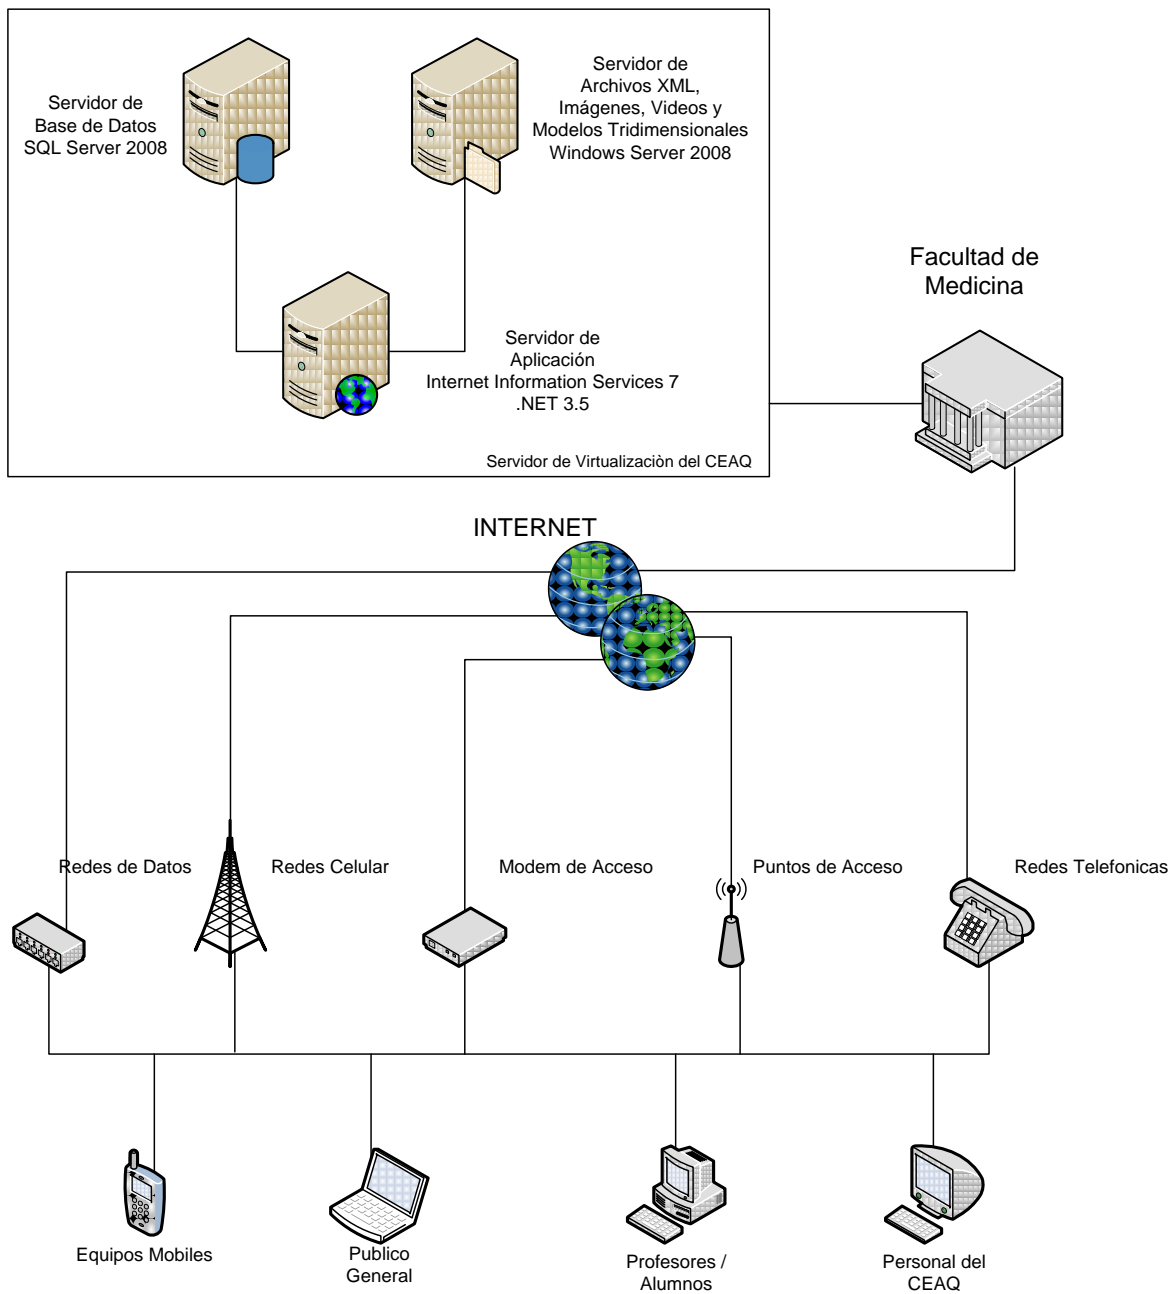 Servidor de
Base de Datos
SQL Server 2008
Servidor de
Archivos XML,
Imágenes, Videos y
Modelos Tridimensionales
Windows Server 2008
Facultad de
Medicina
Servidor de
Aplicación
Internet Information Services 7
.NET 3.5
Servidor de Virtualizaciòn del CEAQ
INTERNET
Redes de Datos
Redes Celular
Modem de Acceso
Puntos de Acceso
Redes Telefonicas
Equipos Mobiles
Publico
General
Profesores /
Alumnos
Personal del
CEAQ